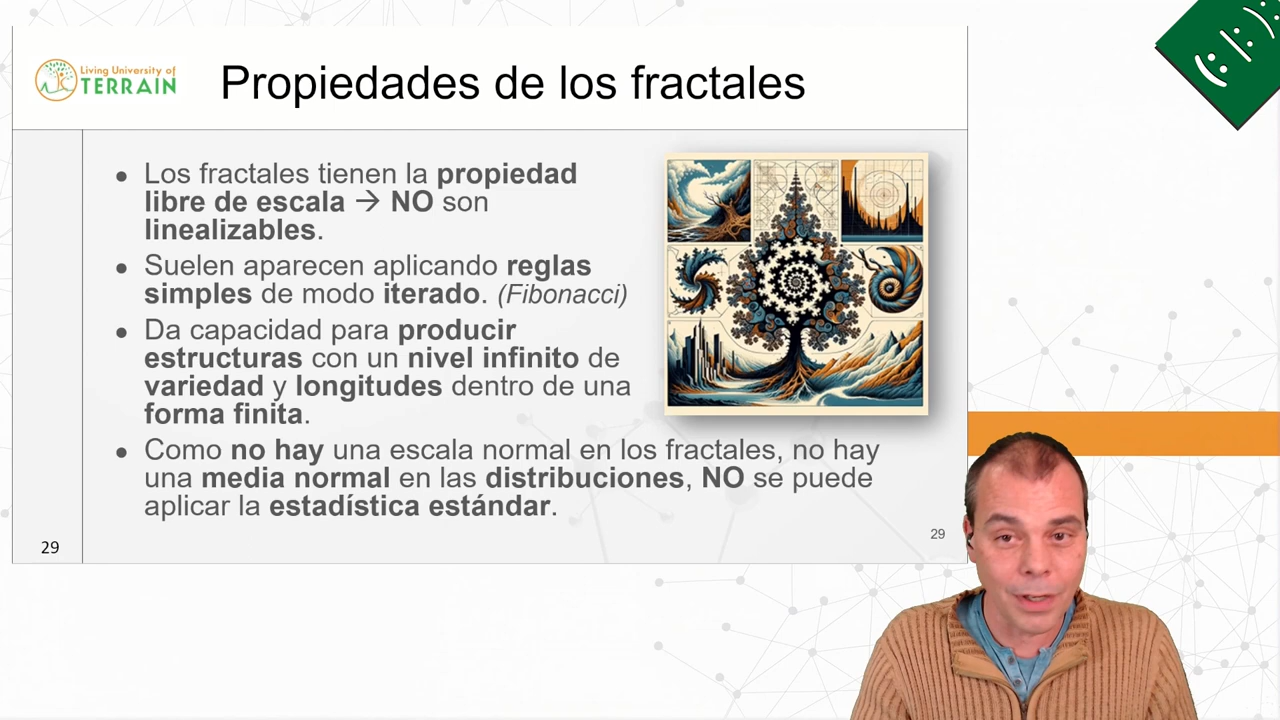 Living University of
TERRAIN
Propiedades de los fractales
• Los fractales tienen la propiedad
libre de escala → NO son
linealizables.
• Suelen aparecen aplicando reglas
simples de modo iterado. (Fibonacci)
• Da capacidad para producir
estructuras con un nivel infinito de
variedad y longitudes dentro de una
forma finita.
• Como no hay una escala normal en los fractales, no hay
una media normal en las distribuciones, NO se puede
aplicar la estadística estándar.
29
29